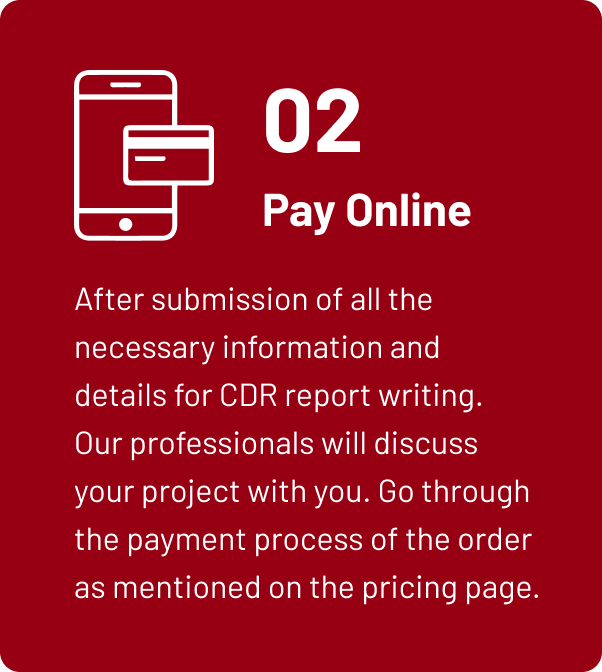 02
Pay Online
After submission of all the
necessary information and
details for CDR report writing.
Our professionals will discuss
your project with you. Go through
the payment process of the order
as mentioned on the pricing page.